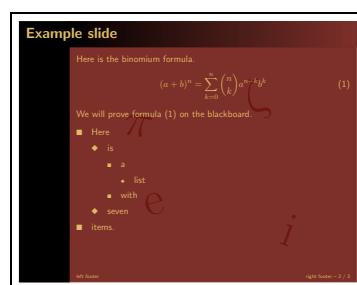 Example slide
Here is the binomium formula.
(a + b)^n = \sum_{k=0}^{n} \binom{n}{k} a^{n-k} b^k (1)
We will prove formula (1) on the blackboard.
■ Here
◆ is
■ a
◆ list
■ with
◆ seven
■ items.
π
ζ
e
i
left footer
right footer – 2 / 2